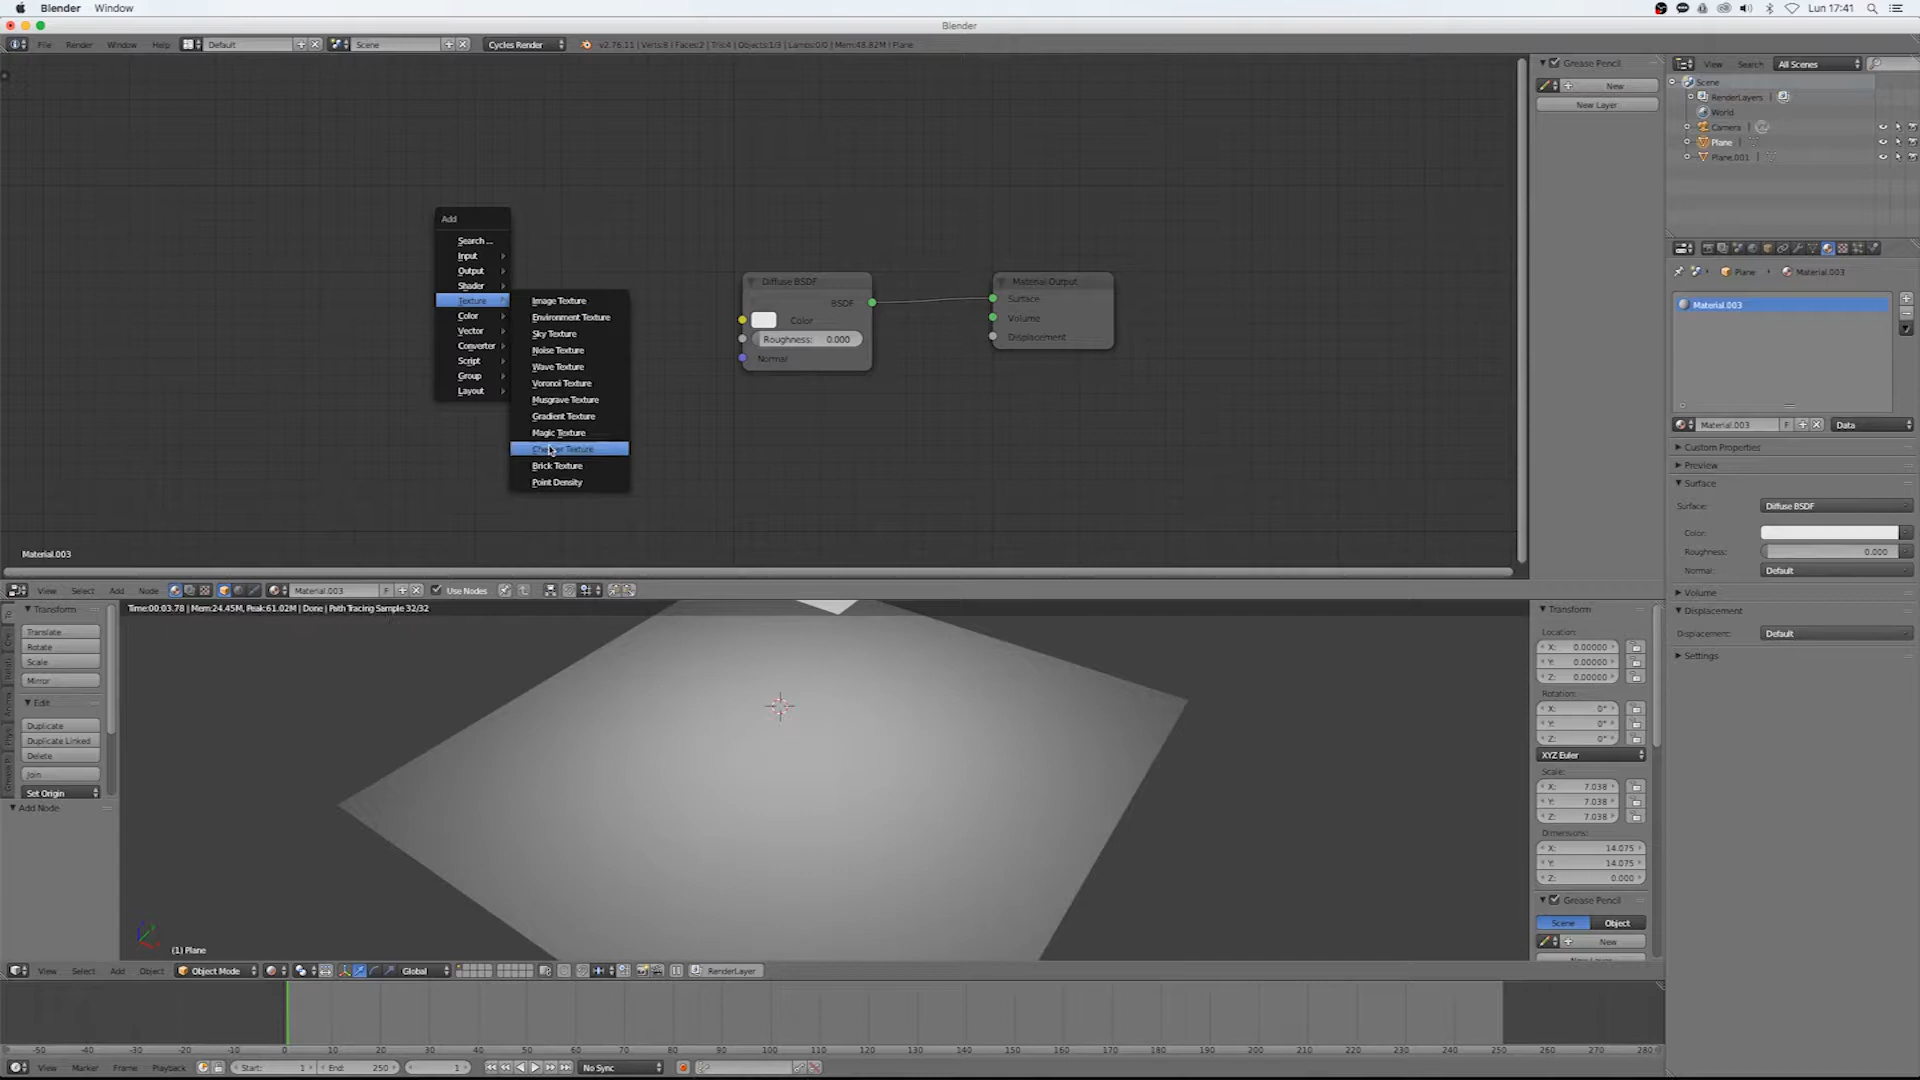 Blender Window
Lun 17:41
Blender
File Render Window Help Default Scene Cycles Render v2.76.11 | Verts:8 | Faces:2 | Tris:4 | Objects:1/3 | Lamps:0/0 | Mem:48.82M | Plane
Grease Pencil
New
New Layer
View Search All Scenes
Scene
RenderLayers
World
Camera
Plane
Plane.001
Add
Search ...
Input
Output
Shader
Texture
Color
Vector
Converter
Script
Group
Layout
Image Texture
Environment Texture
Sky Texture
Noise Texture
Wave Texture
Voronoi Texture
Musgrave Texture
Gradient Texture
Magic Texture
Checker Texture
Brick Texture
Point Density
Diffuse BSDF
BSDF
Color
Roughness: 0.000
Normal
Material Output
Surface
Volume
Displacement
Plane Material.003
Material.003
Material.003 F Data
Custom Properties
Preview
Surface
Surface: Diffuse BSDF
Color:
Roughness: 0.000
Normal: Default
Volume
Displacement
Displacement: Default
Settings
Material.003
View Select Add Node Material.003 F Use Nodes
Transform
Translate
Rotate
Scale
Mirror
Edit
Duplicate
Duplicate Linked
Delete
Join
Set Origin
Add Node
Time:00:03.78 | Mem:24.45M, Peak:61.02M | Done | Path Tracing Sample 32/32
(1) Plane
Transform
Location:
X: 0.00000
Y: 0.00000
Z: 0.00000
Rotation:
X: 0°
Y: 0°
Z: 0°
XYZ Euler
Scale:
X: 7.038
Y: 7.038
Z: 7.038
Dimensions:
X: 14.075
Y: 14.075
Z: 0.000
Grease Pencil
Scene Object
New
View Select Add Object Object Mode Global RenderLayer
-50 -40 -30 -20 -10 0 10 20 30 40 50 60 70 80 90 100 110 120 130 140 150 160 170 180 190 200 210 220 230 240 250 260 270 280
View Marker Frame Playback Start: 1 End: 250 1 No Sync